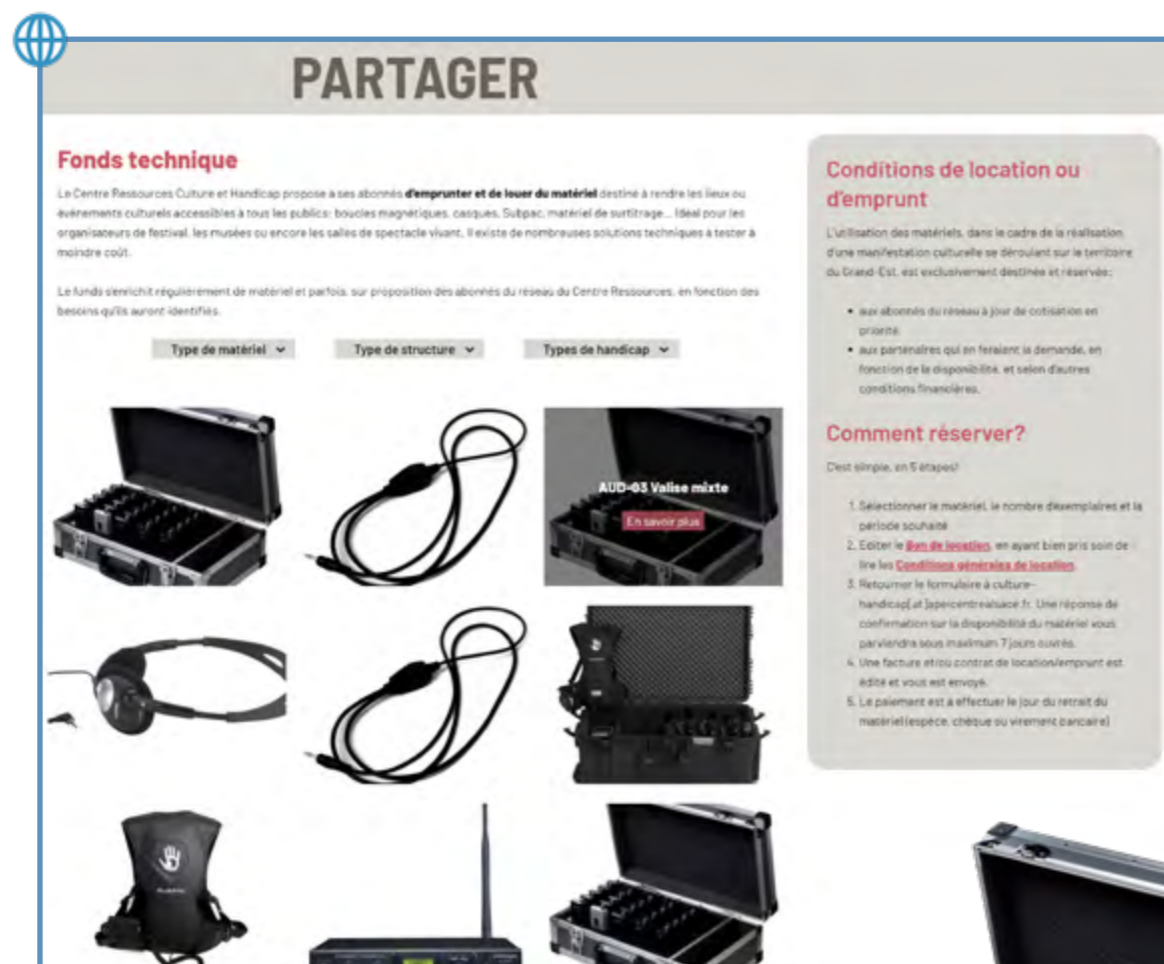 PARTAGER
Fonds technique
Le Centre Ressources Culture et Handicap propose à ses abonnés d'emprunter et de louer du matériel destiné à rendre les lieux ou
événements culturels accessibles à tous les publics: boucles magnétiques, casques, Subpac, matériel de surtitrage... Idéal pour les
organisateurs de festival, les musées ou encore les salles de spectacle vivant. Il existe de nombreuses solutions techniques à tester à
moindre coût.
Le fonds s'enrichit régulièrement de matériel et parfois, sur proposition des abonnés du réseau du Centre Ressources, en fonction des
besoins qu'ils auront identifiés.
Type de matériel
Type de structure
Types de handicap
AUD-03 Valise mixte
En savoir plus
Conditions de location ou
d'emprunt
L'utilisation des matériels, dans le cadre de la réalisation
d'une manifestation culturelle se déroulant sur le territoire
du Grand-Est, est exclusivement destinée et réservée:
• aux abonnés du réseau à jour de cotisation en
priorité
• aux partenaires qui en feraient la demande, en
fonction de la disponibilité, et selon d'autres
conditions financières.
Comment réserver?
C'est simple, en 5 étapes!
1. Sélectionner le matériel, le nombre d'exemplaires et la
période souhaité
2. Editer le Bon de location, en ayant bien pris soin de
lire les Conditions générales de location.
3. Retourner le formulaire à culture-
handicap[at]apeicentrealsace.fr. Une réponse de
confirmation sur la disponibilité du matériel vous
parviendra sous maximum 7 jours ouvrés.
4. Une facture et/ou contrat de location/emprunt est
édité et vous est envoyé.
5. Le paiement est à effectuer le jour du retrait du
matériel (espèce, chèque ou virement bancaire)